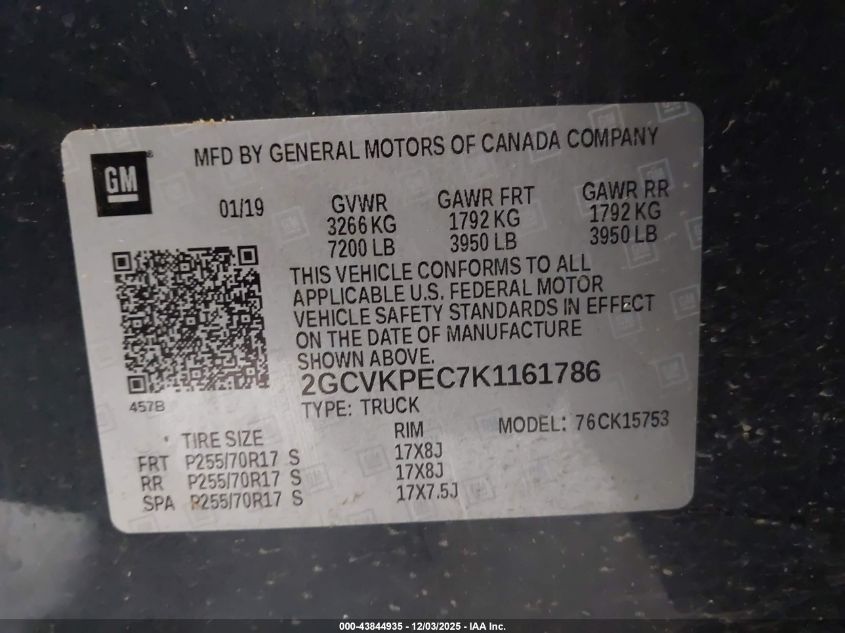 GM
MFD BY GENERAL MOTORS OF CANADA COMPANY
01/19 GVWR GAWR FRT GAWR RR
3266 KG 1792 KG 1792 KG
7200 LB 3950 LB 3950 LB
THIS VEHICLE CONFORMS TO ALL
APPLICABLE U.S. FEDERAL MOTOR
VEHICLE SAFETY STANDARDS IN EFFECT
ON THE DATE OF MANUFACTURE
SHOWN ABOVE.
2GCVKPEC7K1161786
457B
TYPE: TRUCK
MODEL: 76CK15753
TIRE SIZE RIM
FRT P255/70R17 S 17X8J
RR P255/70R17 S 17X8J
SPA P255/70R17 S 17X7.5J
000-43844935 - 12/03/2025 - IAA Inc.